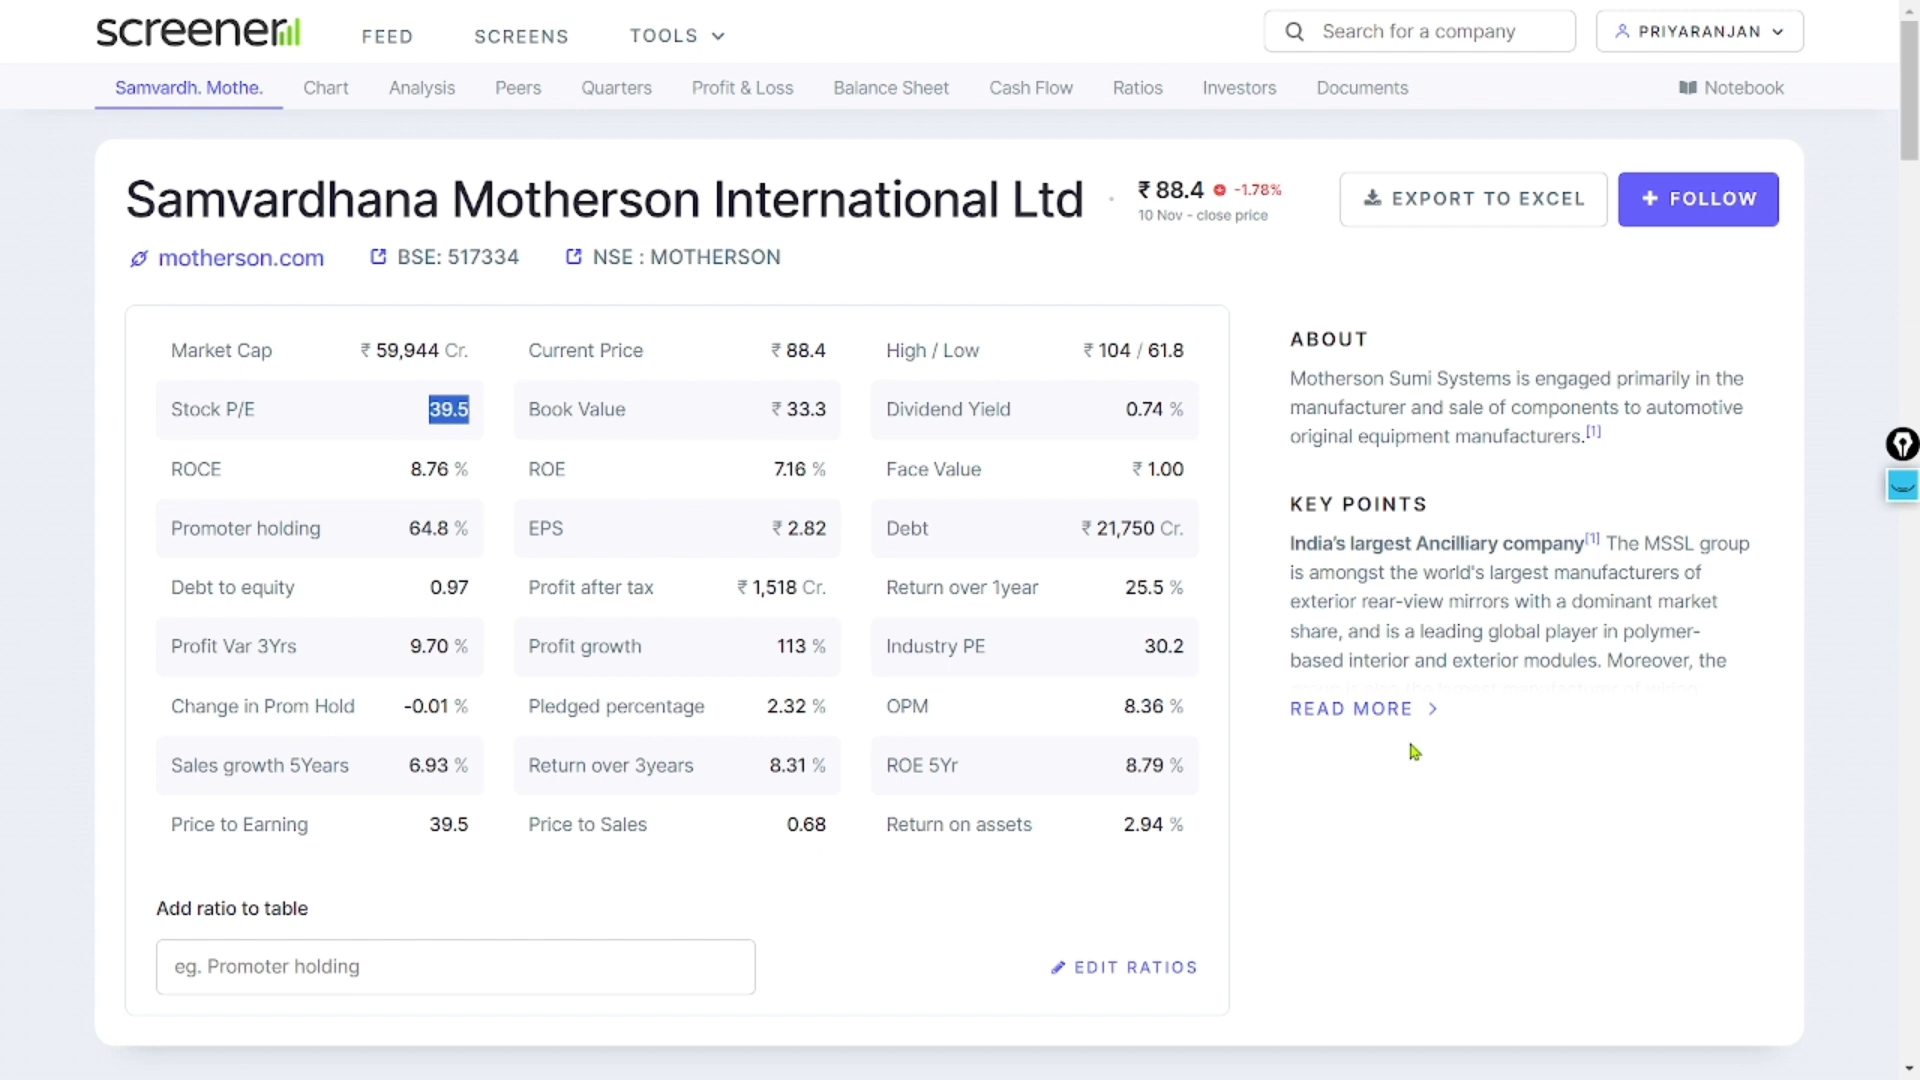 screener
FEED
SCREENS
TOOLS
Search for a company
PRIYARANJAN
Samvardh. Mothe.
Chart
Analysis
Peers
Quarters
Profit & Loss
Balance Sheet
Cash Flow
Ratios
Investors
Documents
Notebook
Samvardhana Motherson International Ltd
₹ 88.4 -1.78%
10 Nov - close price
EXPORT TO EXCEL
+ FOLLOW
motherson.com
BSE: 517334
NSE : MOTHERSON
Market Cap ₹ 59,944 Cr.
Current Price ₹ 88.4
High / Low ₹ 104 / 61.8
Stock P/E 39.5
Book Value ₹ 33.3
Dividend Yield 0.74 %
ROCE 8.76 %
ROE 7.16 %
Face Value ₹ 1.00
Promoter holding 64.8 %
EPS ₹ 2.82
Debt ₹ 21,750 Cr.
Debt to equity 0.97
Profit after tax ₹ 1,518 Cr.
Return over 1year 25.5 %
Profit Var 3Yrs 9.70 %
Profit growth 113 %
Industry PE 30.2
Change in Prom Hold -0.01 %
Pledged percentage 2.32 %
OPM 8.36 %
Sales growth 5Years 6.93 %
Return over 3years 8.31 %
ROE 5Yr 8.79 %
Price to Earning 39.5
Price to Sales 0.68
Return on assets 2.94 %
Add ratio to table
eg. Promoter holding
EDIT RATIOS
ABOUT
Motherson Sumi Systems is engaged primarily in the
manufacturer and sale of components to automotive
original equipment manufacturers.[1]
KEY POINTS
India's largest Ancilliary company[1] The MSSL group
is amongst the world's largest manufacturers of
exterior rear-view mirrors with a dominant market
share, and is a leading global player in polymer-
based interior and exterior modules. Moreover, the
READ MORE